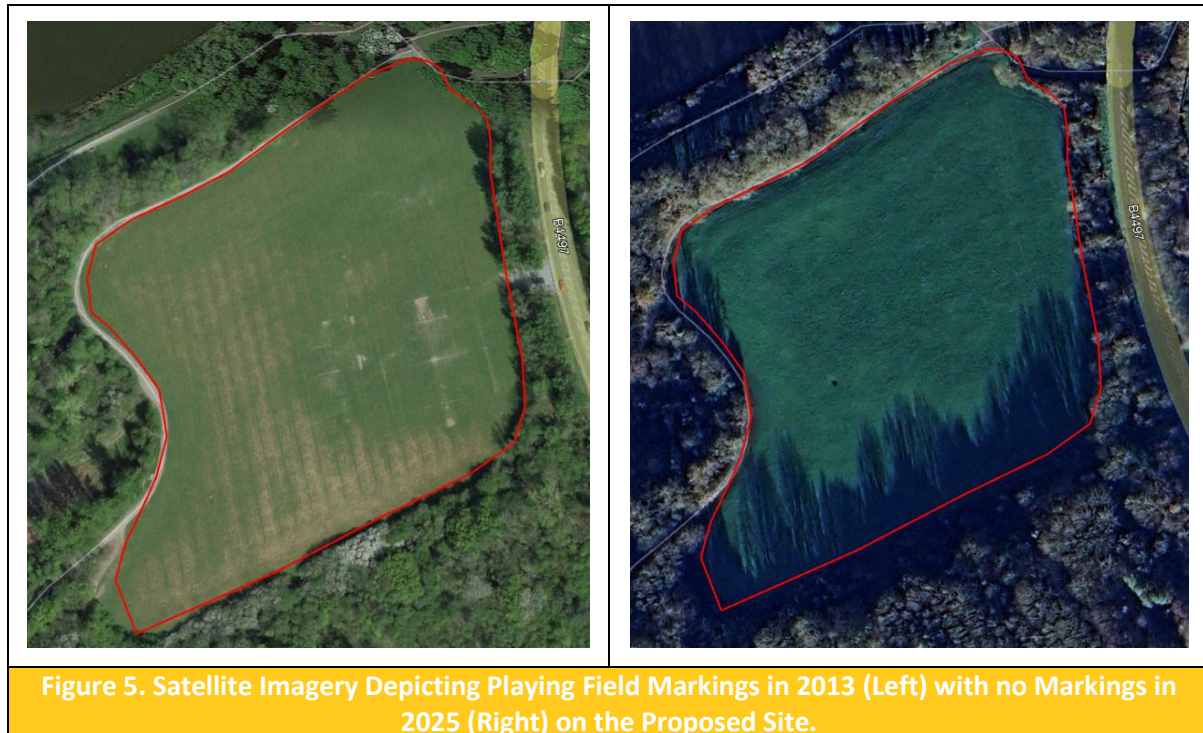 B4497
B4497
Figure 5. Satellite Imagery Depicting Playing Field Markings in 2013 (Left) with no Markings in
2025 (Right) on the Proposed Site.